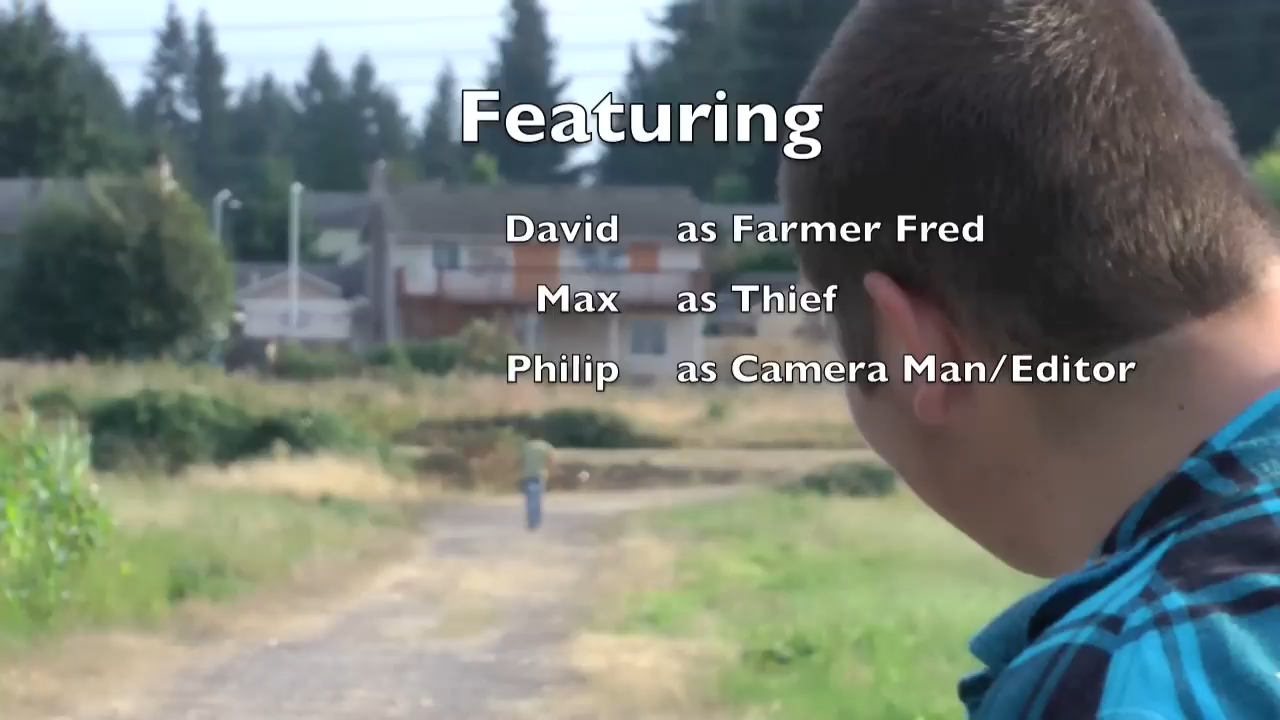 Featuring
David as Farmer Fred
Max as Thief
Philip as Camera Man/Editor